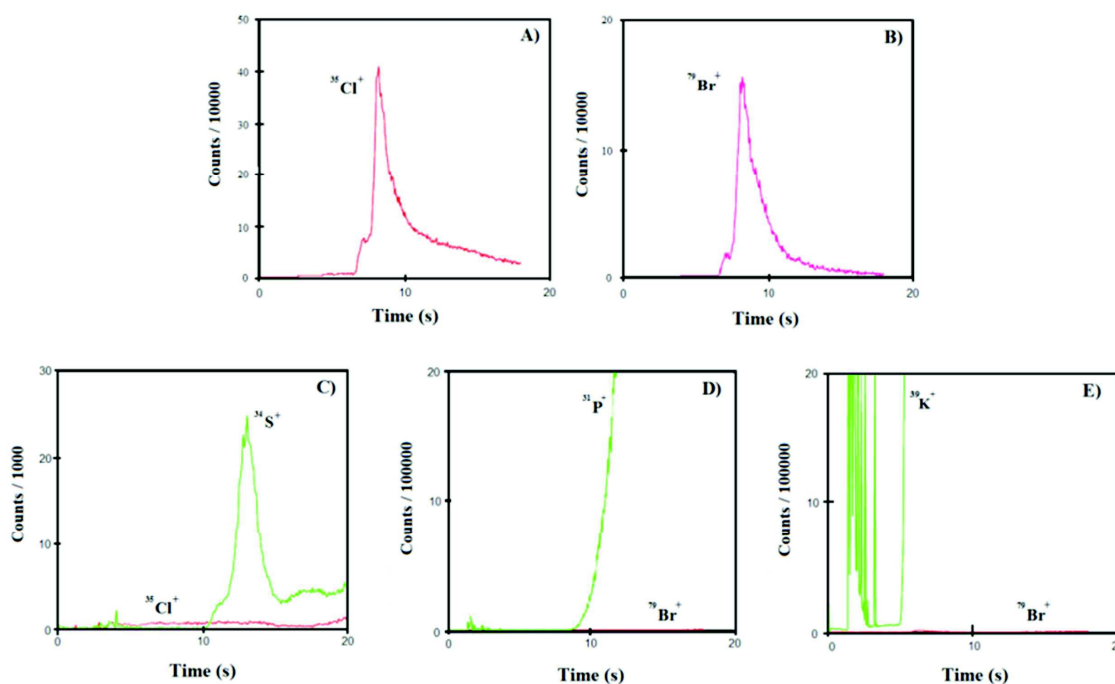 50
A)
³⁵Cl⁺
40
30
20
10
0
0
10
20
Counts / 10000
Time (s)
20
B)
⁷⁹Br⁺
10
0
0
10
20
Counts / 10000
Time (s)
30
C)
³⁴S⁺
20
10
³⁵Cl⁺
0
0
10
20
Counts / 1000
Time (s)
20
D)
³¹P⁺
10
⁷⁹Br⁺
0
0
10
20
Counts / 100000
Time (s)
20
E)
³⁹K⁺
10
⁷⁹Br⁺
0
0
10
20
Counts / 100000
Time (s)